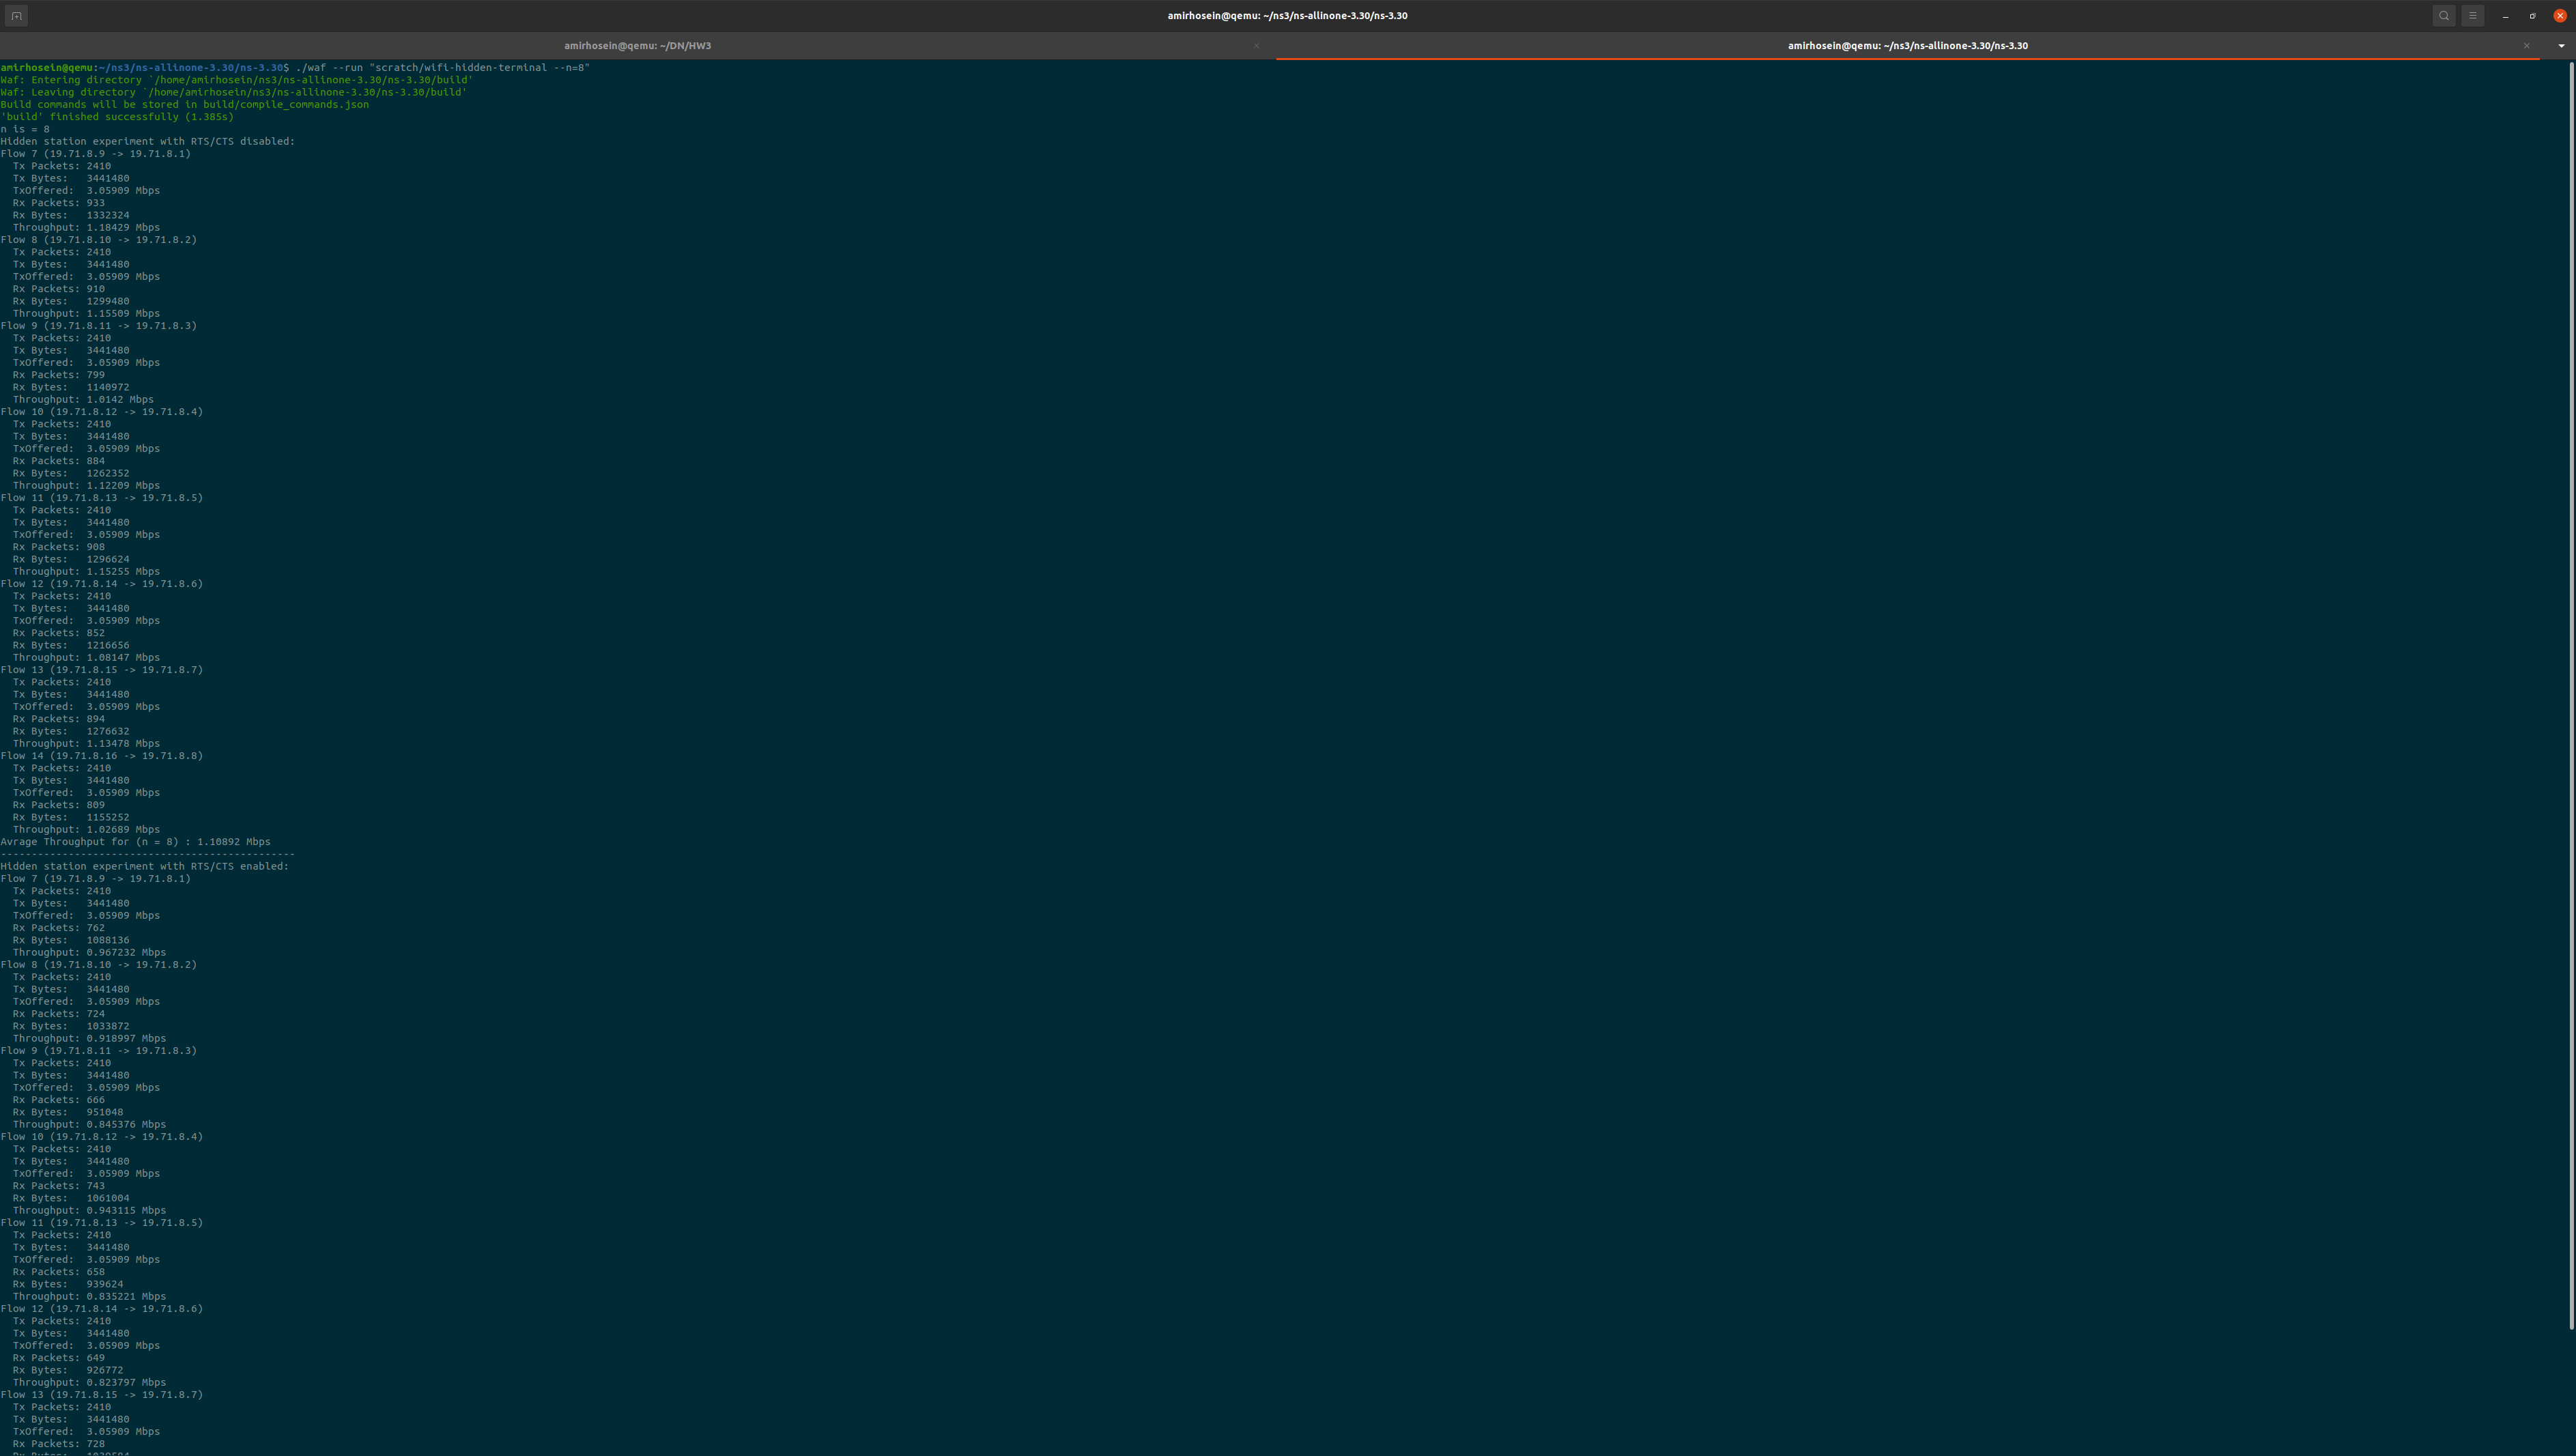 amirhosein@qemu: ~/ns3/ns-allinone-3.30/ns-3.30
amirhosein@qemu: ~/DN/HW3
amirhosein@qemu: ~/ns3/ns-allinone-3.30/ns-3.30
amirhosein@qemu:~/ns3/ns-allinone-3.30/ns-3.30$ ./waf --run "scratch/wifi-hidden-terminal --n=8"
Waf: Entering directory `/home/amirhosein/ns3/ns-allinone-3.30/ns-3.30/build'
Waf: Leaving directory `/home/amirhosein/ns3/ns-allinone-3.30/ns-3.30/build'
Build commands will be stored in build/compile_commands.json
'build' finished successfully (1.385s)
n is = 8
Hidden station experiment with RTS/CTS disabled:
Flow 7 (19.71.8.9 -> 19.71.8.1)
  Tx Packets: 2410
  Tx Bytes:   3441480
  TxOffered:  3.05909 Mbps
  Rx Packets: 933
  Rx Bytes:   1332324
  Throughput: 1.18429 Mbps
Flow 8 (19.71.8.10 -> 19.71.8.2)
  Tx Packets: 2410
  Tx Bytes:   3441480
  TxOffered:  3.05909 Mbps
  Rx Packets: 910
  Rx Bytes:   1299480
  Throughput: 1.15509 Mbps
Flow 9 (19.71.8.11 -> 19.71.8.3)
  Tx Packets: 2410
  Tx Bytes:   3441480
  TxOffered:  3.05909 Mbps
  Rx Packets: 799
  Rx Bytes:   1140972
  Throughput: 1.0142 Mbps
Flow 10 (19.71.8.12 -> 19.71.8.4)
  Tx Packets: 2410
  Tx Bytes:   3441480
  TxOffered:  3.05909 Mbps
  Rx Packets: 884
  Rx Bytes:   1262352
  Throughput: 1.12209 Mbps
Flow 11 (19.71.8.13 -> 19.71.8.5)
  Tx Packets: 2410
  Tx Bytes:   3441480
  TxOffered:  3.05909 Mbps
  Rx Packets: 908
  Rx Bytes:   1296624
  Throughput: 1.15255 Mbps
Flow 12 (19.71.8.14 -> 19.71.8.6)
  Tx Packets: 2410
  Tx Bytes:   3441480
  TxOffered:  3.05909 Mbps
  Rx Packets: 852
  Rx Bytes:   1216656
  Throughput: 1.08147 Mbps
Flow 13 (19.71.8.15 -> 19.71.8.7)
  Tx Packets: 2410
  Tx Bytes:   3441480
  TxOffered:  3.05909 Mbps
  Rx Packets: 894
  Rx Bytes:   1276632
  Throughput: 1.13478 Mbps
Flow 14 (19.71.8.16 -> 19.71.8.8)
  Tx Packets: 2410
  Tx Bytes:   3441480
  TxOffered:  3.05909 Mbps
  Rx Packets: 809
  Rx Bytes:   1155252
  Throughput: 1.02689 Mbps
Avrage Throughput for (n = 8) : 1.10892 Mbps
------------------------------------------------
Hidden station experiment with RTS/CTS enabled:
Flow 7 (19.71.8.9 -> 19.71.8.1)
  Tx Packets: 2410
  Tx Bytes:   3441480
  TxOffered:  3.05909 Mbps
  Rx Packets: 762
  Rx Bytes:   1088136
  Throughput: 0.967232 Mbps
Flow 8 (19.71.8.10 -> 19.71.8.2)
  Tx Packets: 2410
  Tx Bytes:   3441480
  TxOffered:  3.05909 Mbps
  Rx Packets: 724
  Rx Bytes:   1033872
  Throughput: 0.918997 Mbps
Flow 9 (19.71.8.11 -> 19.71.8.3)
  Tx Packets: 2410
  Tx Bytes:   3441480
  TxOffered:  3.05909 Mbps
  Rx Packets: 666
  Rx Bytes:   951048
  Throughput: 0.845376 Mbps
Flow 10 (19.71.8.12 -> 19.71.8.4)
  Tx Packets: 2410
  Tx Bytes:   3441480
  TxOffered:  3.05909 Mbps
  Rx Packets: 743
  Rx Bytes:   1061004
  Throughput: 0.943115 Mbps
Flow 11 (19.71.8.13 -> 19.71.8.5)
  Tx Packets: 2410
  Tx Bytes:   3441480
  TxOffered:  3.05909 Mbps
  Rx Packets: 658
  Rx Bytes:   939624
  Throughput: 0.835221 Mbps
Flow 12 (19.71.8.14 -> 19.71.8.6)
  Tx Packets: 2410
  Tx Bytes:   3441480
  TxOffered:  3.05909 Mbps
  Rx Packets: 649
  Rx Bytes:   926772
  Throughput: 0.823797 Mbps
Flow 13 (19.71.8.15 -> 19.71.8.7)
  Tx Packets: 2410
  Tx Bytes:   3441480
  TxOffered:  3.05909 Mbps
  Rx Packets: 728